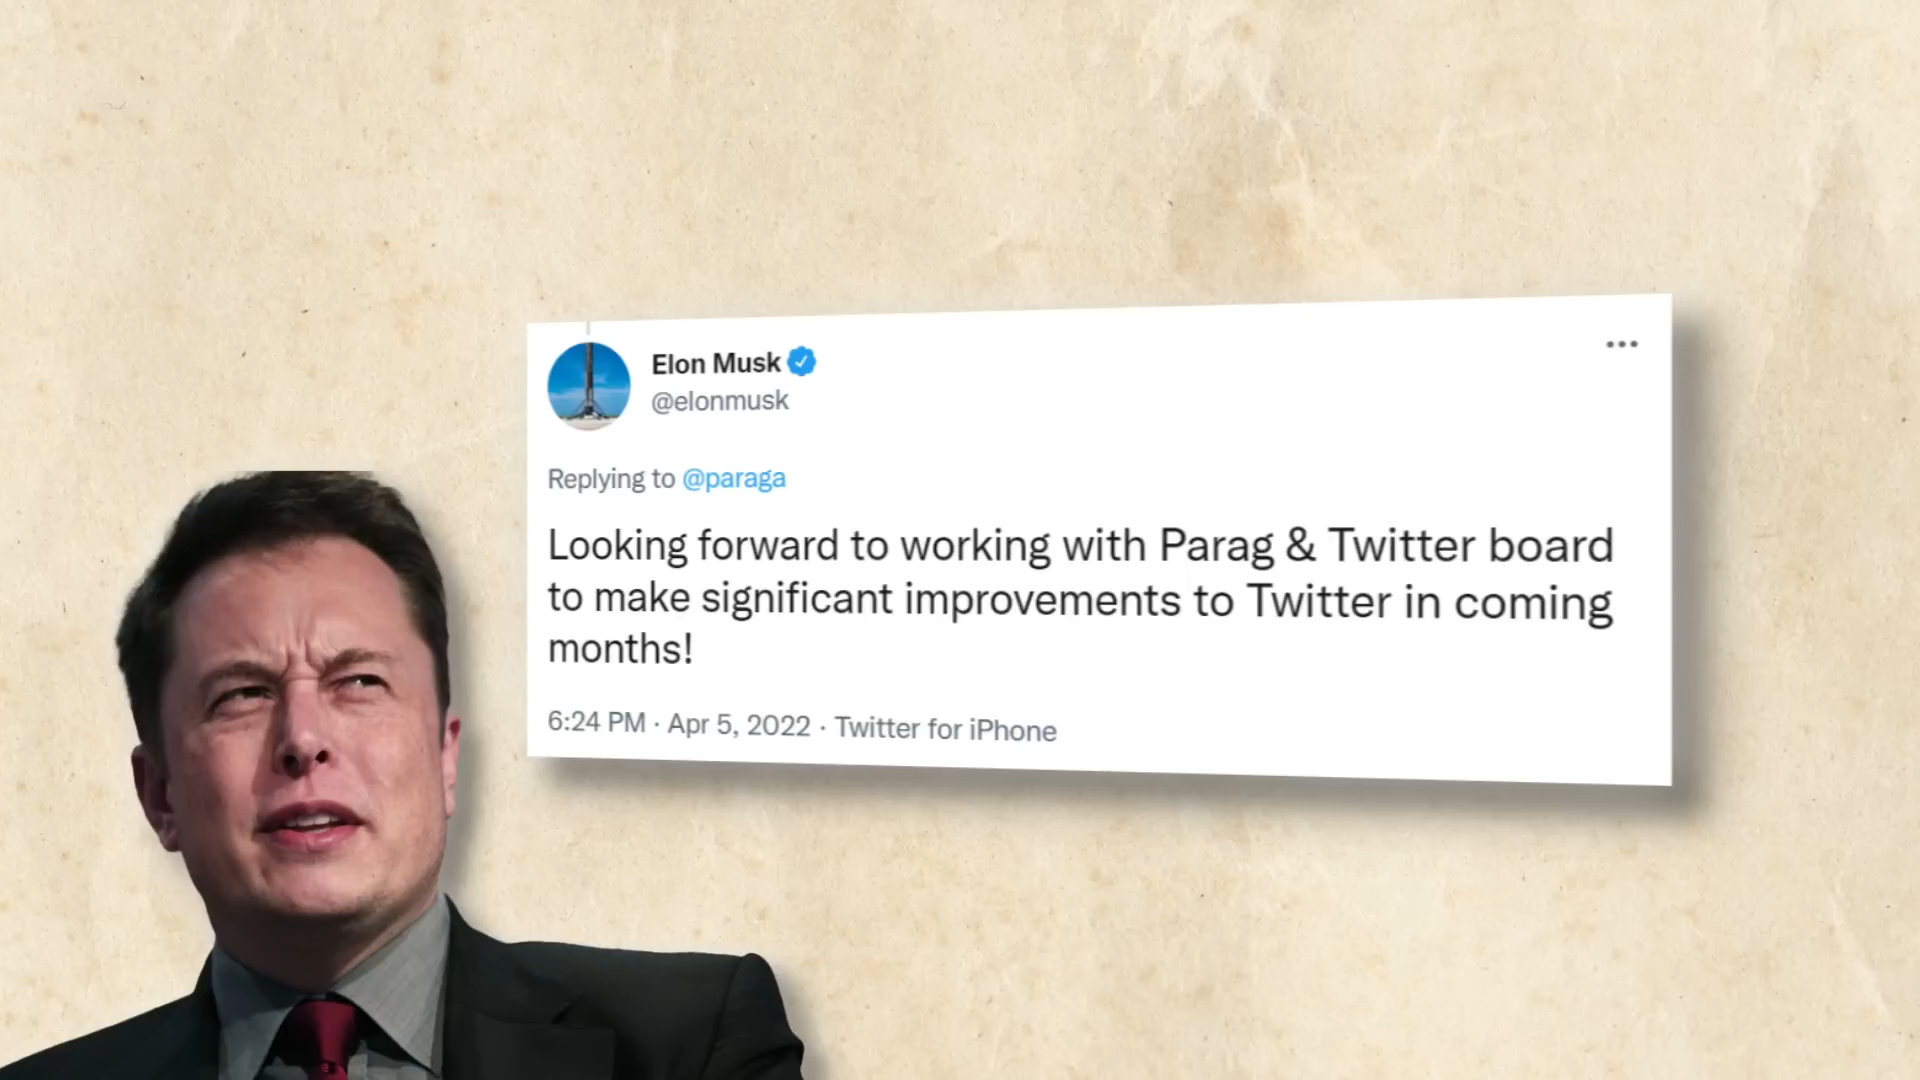 Elon Musk
@elonmusk
Replying to @paraga
Looking forward to working with Parag & Twitter board
to make significant improvements to Twitter in coming
months!
6:24 PM · Apr 5, 2022 · Twitter for iPhone